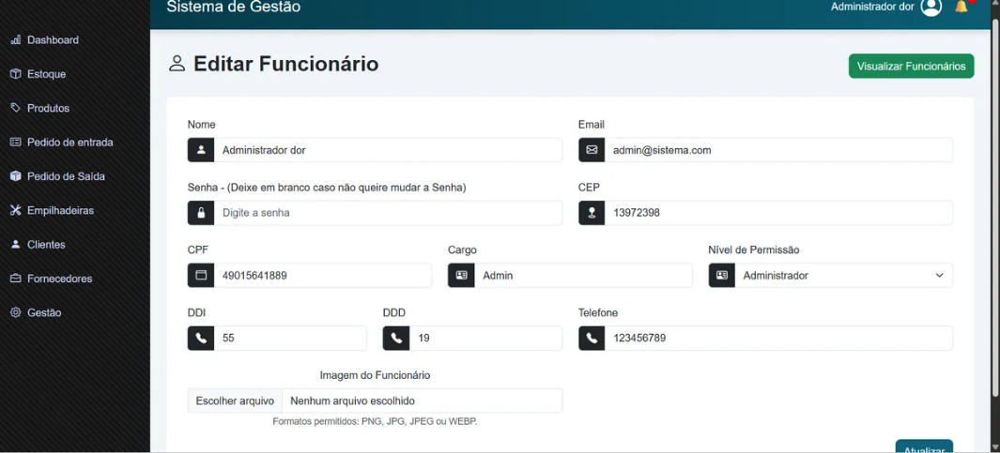 Sistema de Gestão
Administrador dor
Dashboard
Estoque
Produtos
Pedido de entrada
Pedido de Saída
Empilhadeiras
Clientes
Fornecedores
Gestão
Editar Funcionário
Visualizar Funcionários
Nome
Email
Administrador dor
admin@sistema.com
Senha - (Deixe em branco caso não queire mudar a Senha)
CEP
Digite a senha
13972398
CPF
Cargo
Nível de Permissão
49015641889
Admin
Administrador
DDI
DDD
Telefone
55
19
123456789
Imagem do Funcionário
Escolher arquivo
Nenhum arquivo escolhido
Formatos permitidos: PNG, JPG, JPEG ou WEBP.
Atualizar